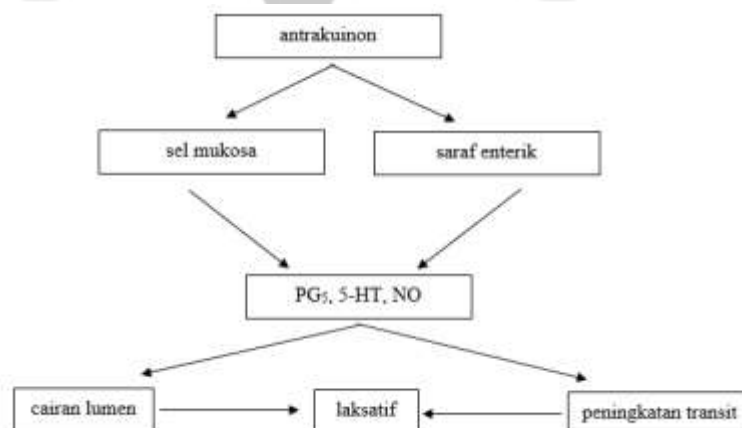 antrakuinon
sel mukosa
saraf enterik
PG₅, 5-HT, NO
cairan lumen
laksatif
peningkatan transit